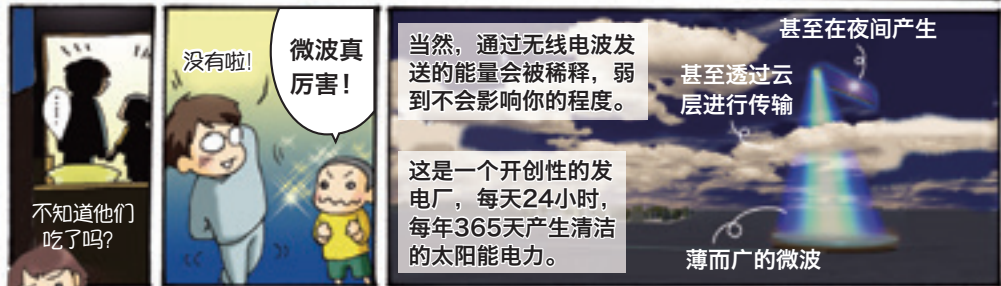 ……
不知道他们
吃了吗？
没有啦！
微波真
厉害！
当然，通过无线电波发
送的能量会被稀释，弱
到不会影响你的程度。
这是一个开创性的发
电厂，每天24小时，
每年365天产生清洁
的太阳能电力。
甚至在夜间产生
甚至透过云
层进行传输
薄而广的微波